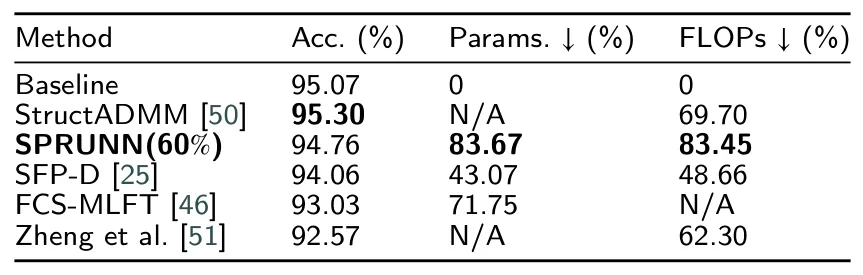 Method Acc. (%) Params. ↓ (%) FLOPs ↓ (%)
Baseline 95.07 0 0
StructADMM [50] 95.30 N/A 69.70
SPRUNN(60%) 94.76 83.67 83.45
SFP-D [25] 94.06 43.07 48.66
FCS-MLFT [46] 93.03 71.75 N/A
Zheng et al. [51] 92.57 N/A 62.30